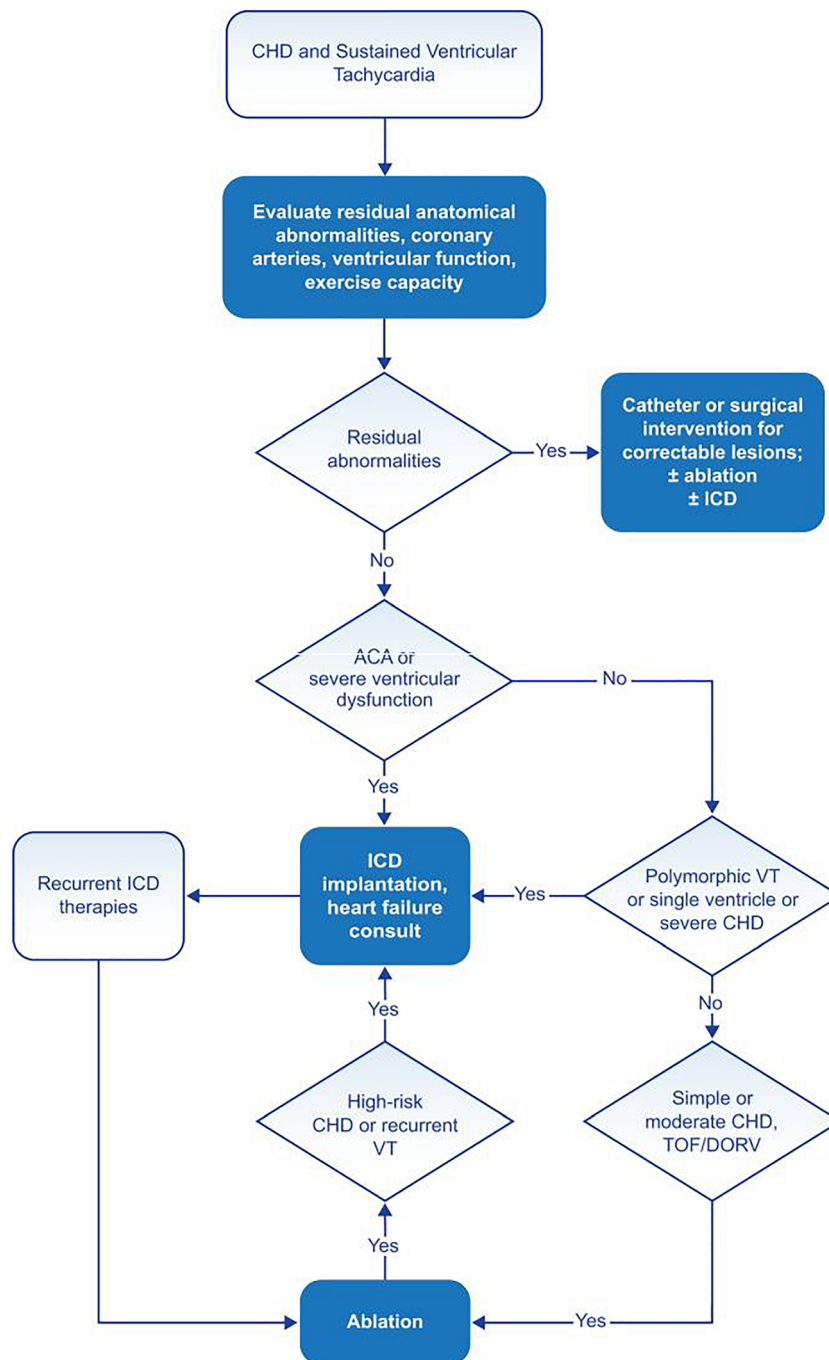 CHD and Sustained Ventricular
Tachycardia
Evaluate residual anatomical
abnormalities, coronary
arteries, ventricular function,
exercise capacity
Residual
abnormalities
Yes
Catheter or surgical
intervention for
correctable lesions;
± ablation
± ICD
No
ACA or
severe ventricular
dysfunction
No
Yes
Recurrent ICD
therapies
ICD
implantation,
heart failure
consult
Yes
Polymorphic VT
or single ventricle or
severe CHD
Yes
No
High-risk
CHD or recurrent
VT
Simple or
moderate CHD,
TOF/DORV
Yes
Ablation
Yes